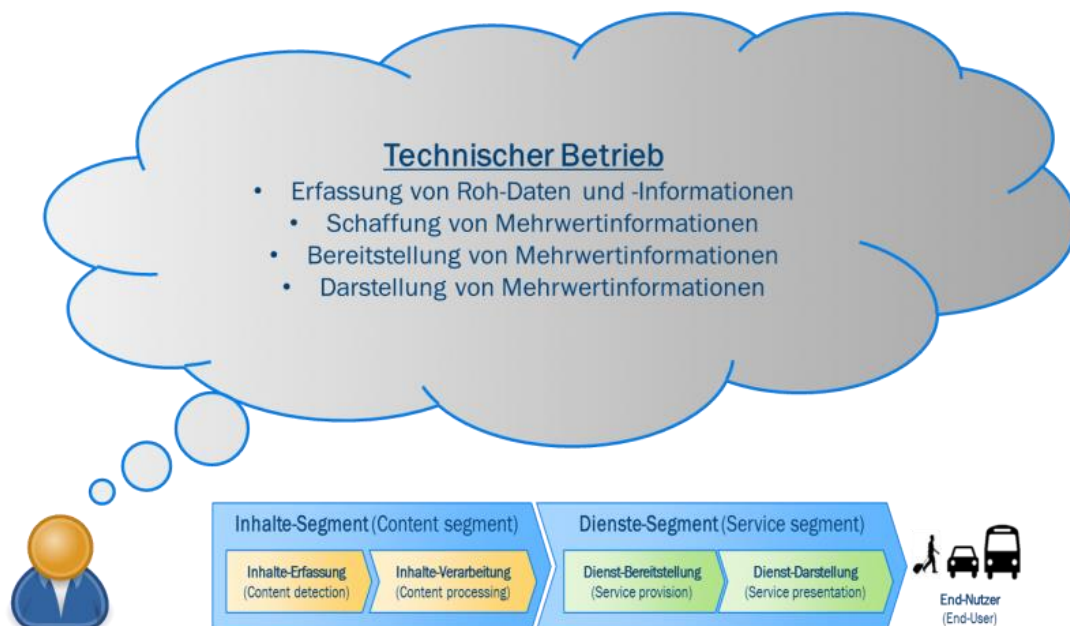 Technischer Betrieb
• Erfassung von Roh-Daten und -Informationen
• Schaffung von Mehrwertinformationen
• Bereitstellung von Mehrwertinformationen
• Darstellung von Mehrwertinformationen
Inhalte-Segment (Content segment)
Inhalte-Erfassung
(Content detection)
Inhalte-Verarbeitung
(Content processing)
Dienste-Segment (Service segment)
Dienst-Bereitstellung
(Service provision)
Dienst-Darstellung
(Service presentation)
End-Nutzer
(End-User)